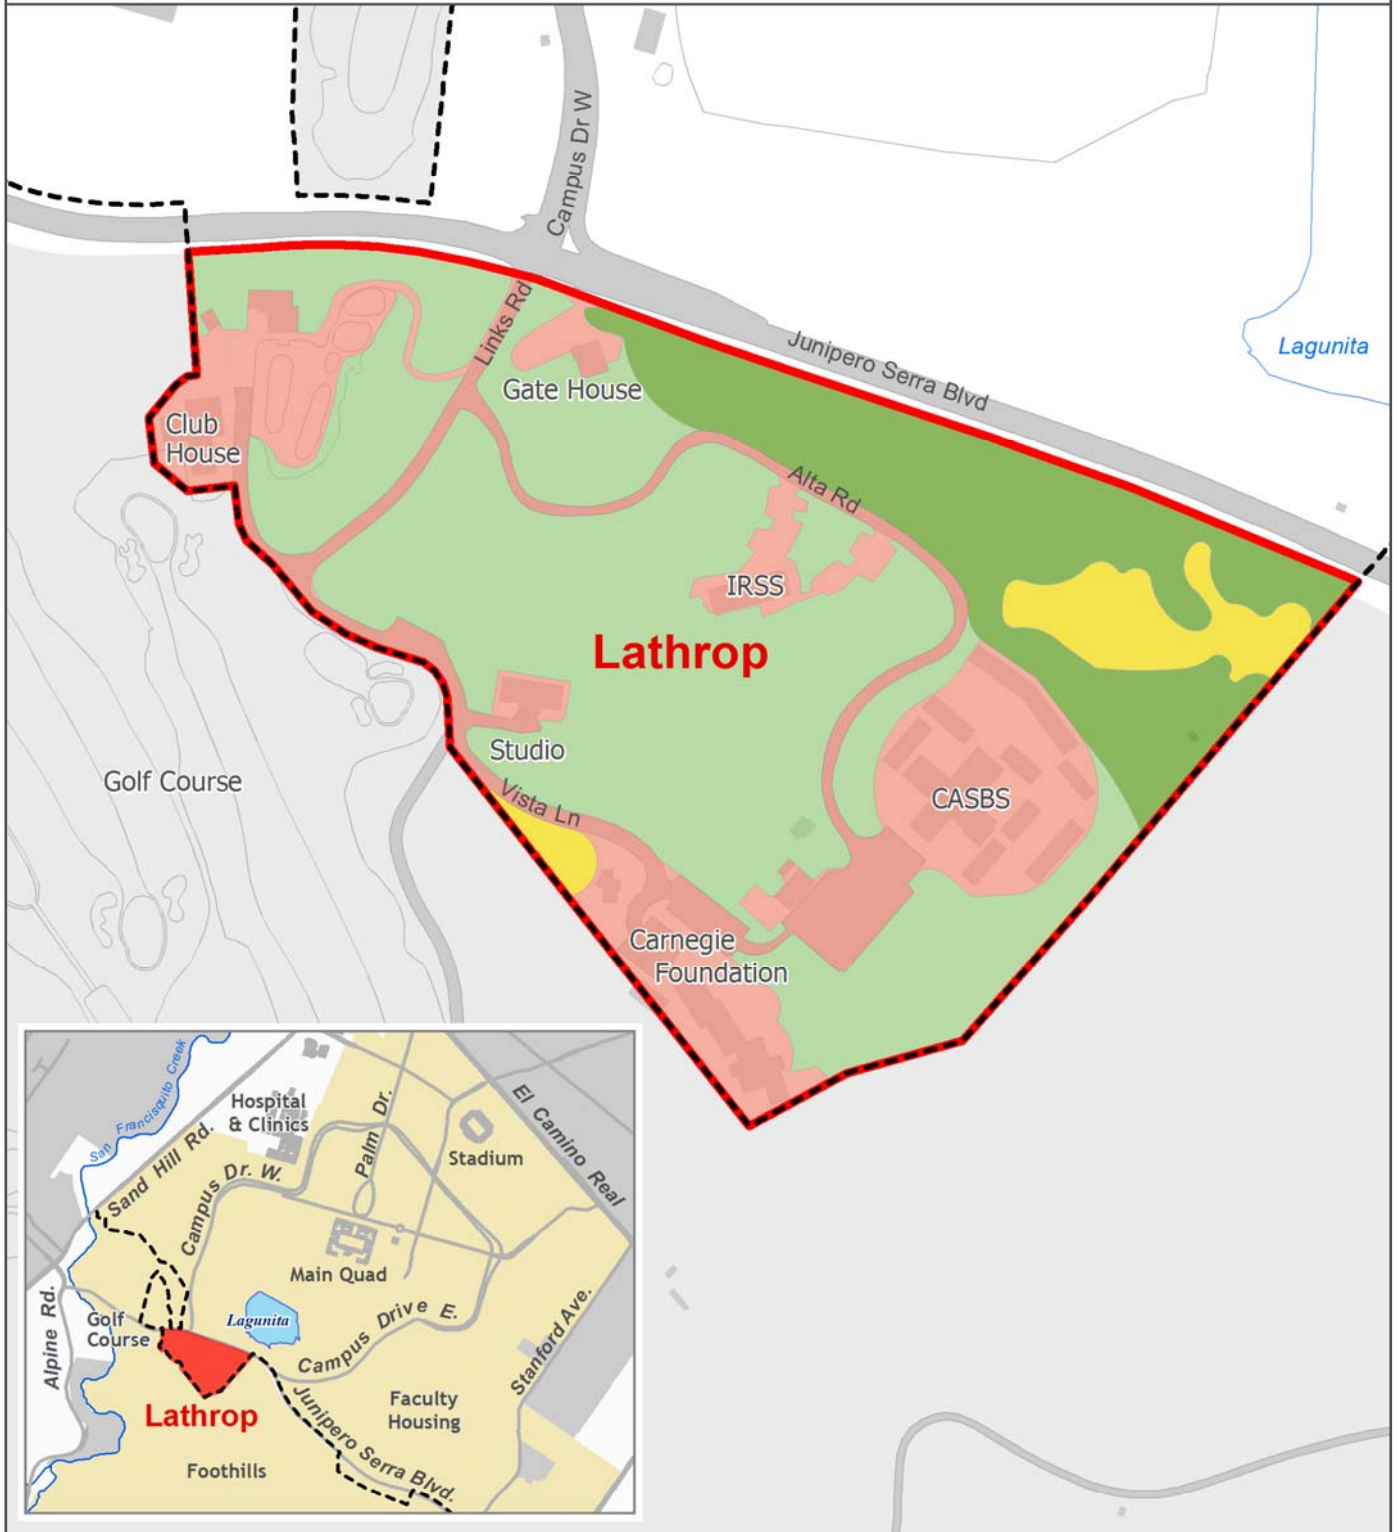 Campus Dr W
Lagunita
Junipero Serra Blvd
Links Rd
Gate House
Club
House
Alta Rd
IRSS
Lathrop
Studio
Golf Course
Vista Ln
CASBS
Carnegie
Foundation
San Francisquito Creek
Hospital
& Clinics
El Camino Real
Sand Hill Rd.
Palm Dr.
Stadium
Campus Dr. W.
Main Quad
Alpine Rd.
Golf
Course
Lagunita
Campus Drive E.
Stanford Ave.
Lathrop
Junipero Serra Blvd.
Faculty
Housing
Foothills